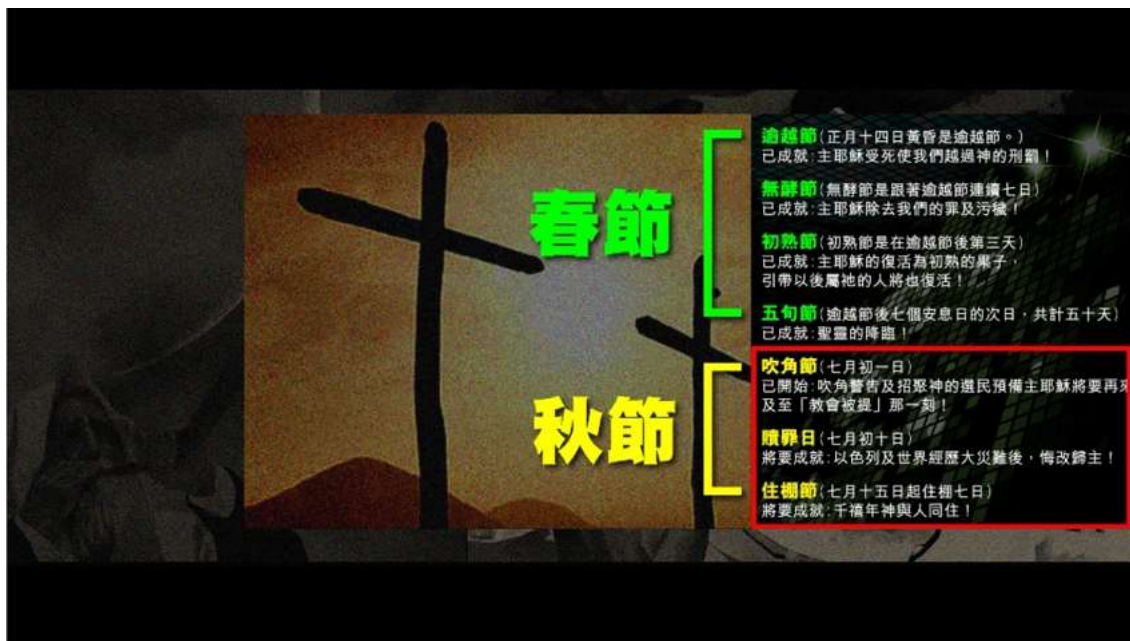 春節
逾越節(正月十四日黃昏是逾越節。)
已成就:主耶穌受死使我們越過神的刑罰!
無酵節(無酵節是跟著逾越節連續七日)
已成就:主耶穌除去我們的罪及污穢!
初熟節(初熟節是在逾越節後第三天)
已成就:主耶穌的復活為初熟的果子,
引帶以後屬祂的人將也復活!
五旬節(逾越節後七個安息日的次日,共計五十天)
已成就:聖靈的降臨!
秋節
吹角節(七月初一日)
已開始:吹角警告及招聚神的選民預備主耶穌將要再來
及至「教會被提」那一刻!
贖罪日(七月初十日)
將要成就:以色列及世界經歷大災難後,悔改歸主!
住棚節(七月十五日起住棚七日)
將要成就:千禧年神與人同住!